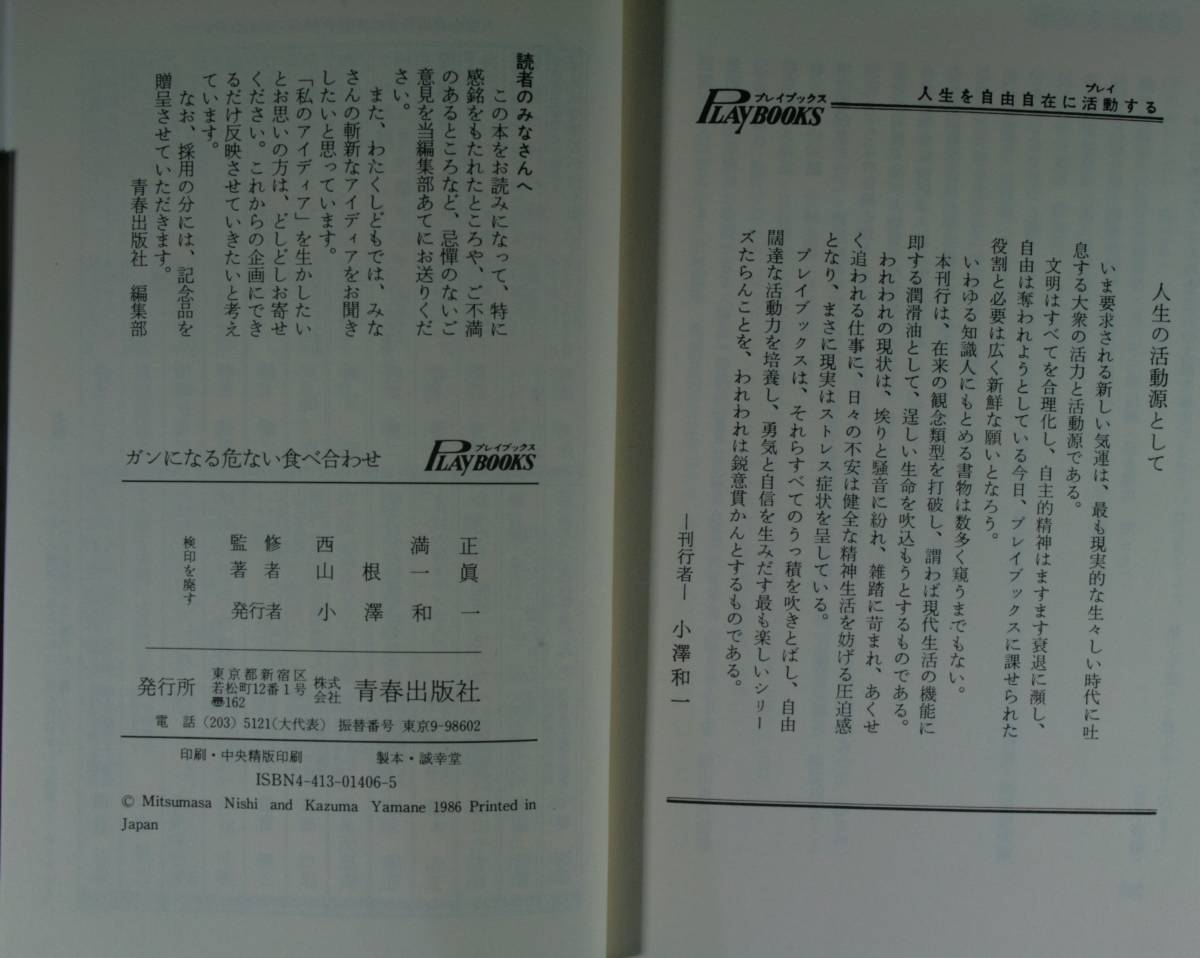 人生を自由自在に活動する
プレイ
プレイブックス
PLAYBOOKS
人生の活動源として
いま要求される新しい気運は、最も現実的な生々しい時代に吐
息する大衆の活力と活動源である。
文明はすべてを合理化し、自主的精神はますます衰退に瀕し、
自由は奪われようとしている今日、プレイブックスに課せられた
役割と必要は広く新鮮な願いとなろう。
いわゆる知識人にもとめる書物は数多く窺うまでもない。
本刊行は、在来の観念類型を打破し、謂わば現代生活の機能に
即する潤滑油として、逞しい生命を吹込もうとするものである。
われわれの現状は、埃りと騒音に紛れ、雑踏に苛まれ、あくせ
く追われる仕事に、日々の不安は健全な精神生活を妨げる圧迫感
となり、まさに現実はストレス症状を呈している。
プレイブックスは、それらすべてのうっ積を吹きとばし、自由
闊達な活動力を培養し、勇気と自信を生みだす最も楽しいシリー
ズたらんことを、われわれは鋭意貫かんとするものである。
―刊行者― 小澤和一
読者のみなさんへ
この本をお読みになって、特に
感銘をもたれたところや、ご不満
のあるところなど、忌憚のないご
意見を当編集部あてにお送りくだ
さい。
また、わたくしどもでは、みな
さんの斬新なアイディアをお聞き
したいと思っています。
「私のアイディア」を生かしたい
とお思いの方は、どしどしお寄せ
ください。これからの企画にでき
るだけ反映させていきたいと考え
ています。
なお、採用の分には、記念品を
贈呈させていただきます。
青春出版社 編集部
ガンになる危ない食べ合わせ
プレイブックス
PLAYBOOKS
監修 西 満正
著者 山根一眞
発行者 小澤和一
検印を廃す
発行所
東京都新宿区
若松町12番1号
〒162
株式会社
青春出版社
電話 (203) 5121(大代表) 振替番号 東京9-98602
印刷・中央精版印刷 製本・誠幸堂
ISBN4-413-01406-5
© Mitsumasa Nishi and Kazuma Yamane 1986 Printed in
Japan